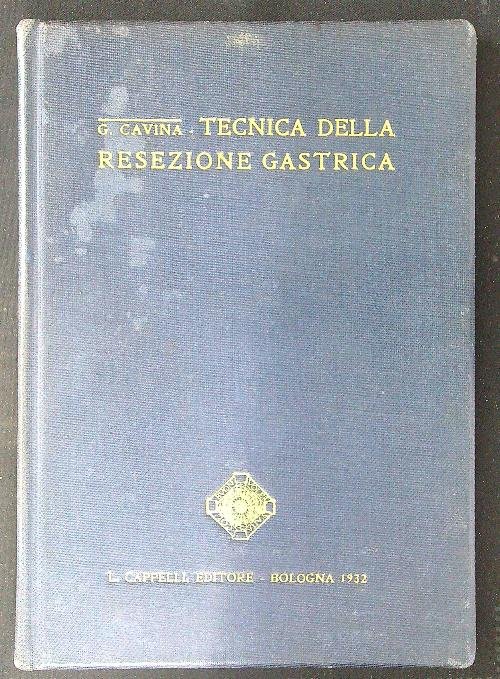 G. CAVINA - TECNICA DELLA
RESEZIONE GASTRICA
L. CAPPELLI, EDITORE - BOLOGNA 1932